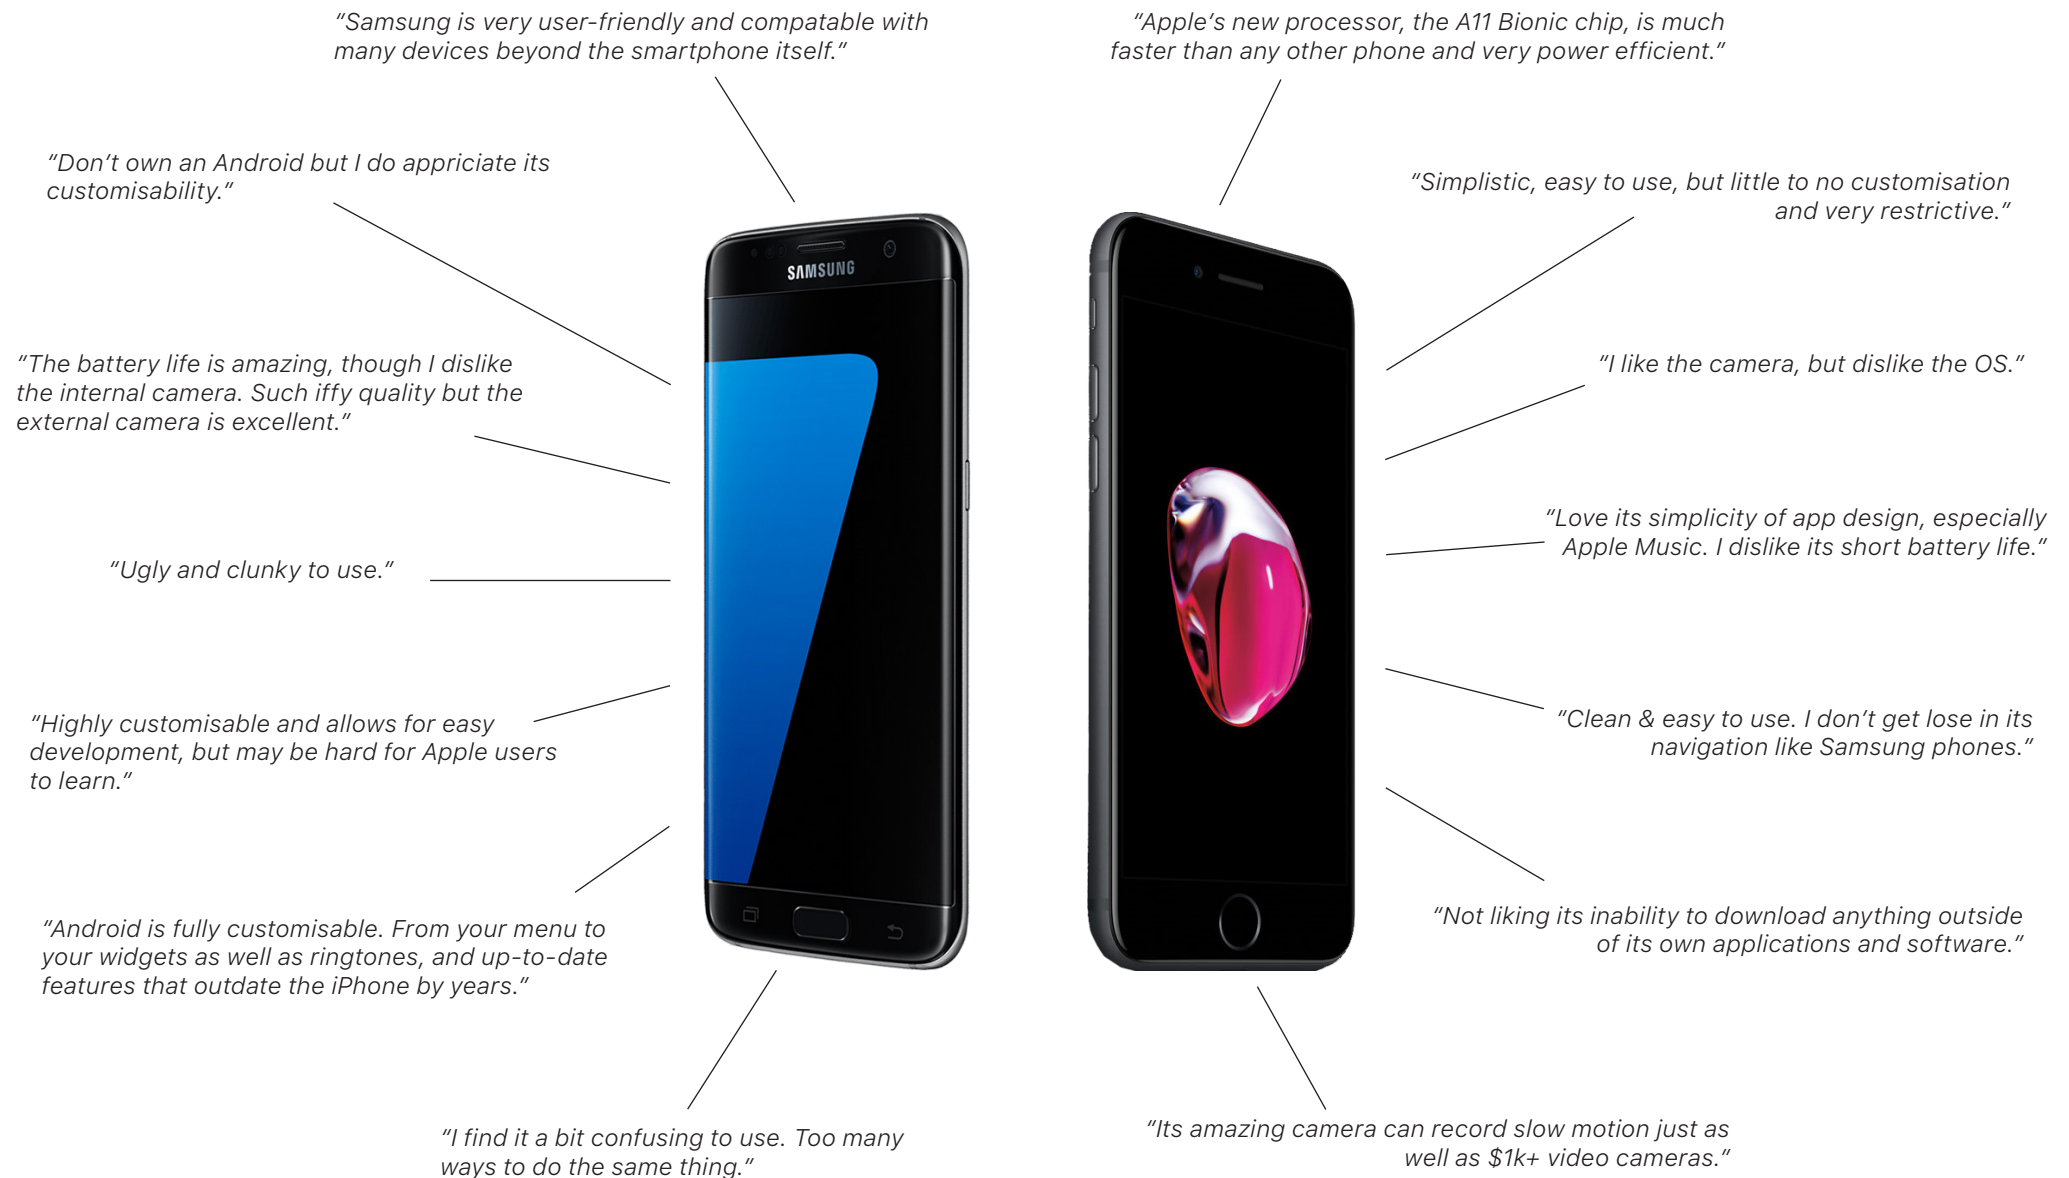 “Samsung is very user-friendly and compatable with
many devices beyond the smartphone itself.”
“Apple’s new processor, the A11 Bionic chip, is much
faster than any other phone and very power efficient.”
“Don’t own an Android but I do appriciate its
customisability.”
“Simplistic, easy to use, but little to no customisation
and very restrictive.”
SAMSUNG
“The battery life is amazing, though I dislike
the internal camera. Such iffy quality but the
external camera is excellent.”
“I like the camera, but dislike the OS.”
“Love its simplicity of app design, especially
Apple Music. I dislike its short battery life.”
“Ugly and clunky to use.”
“Highly customisable and allows for easy
development, but may be hard for Apple users
to learn.”
“Clean & easy to use. I don’t get lose in its
navigation like Samsung phones.”
“Android is fully customisable. From your menu to
your widgets as well as ringtones, and up-to-date
features that outdate the iPhone by years.”
“Not liking its inability to download anything outside
of its own applications and software.”
“I find it a bit confusing to use. Too many
ways to do the same thing.”
“Its amazing camera can record slow motion just as
well as $1k+ video cameras.”